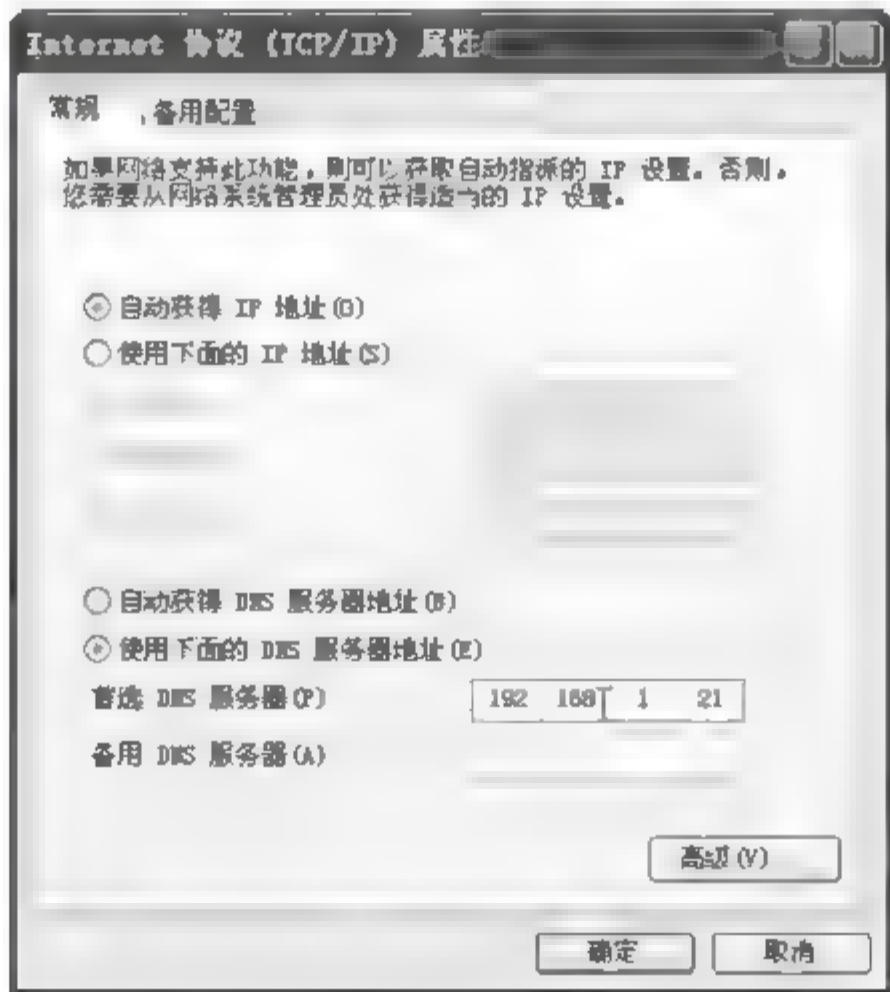 Internet 协议 (TCP/IP) 属性
常规
备用配置
如果网络支持此功能，则可以获取自动指派的 IP 设置。否则，
您需要从网络系统管理员处获得适当的 IP 设置。
自动获得 IP 地址(O)
使用下面的 IP 地址(S)
自动获得 DNS 服务器地址(B)
使用下面的 DNS 服务器地址(E)
首选 DNS 服务器(P)
192 168 1 21
备用 DNS 服务器(A)
高级(V)
确定
取消